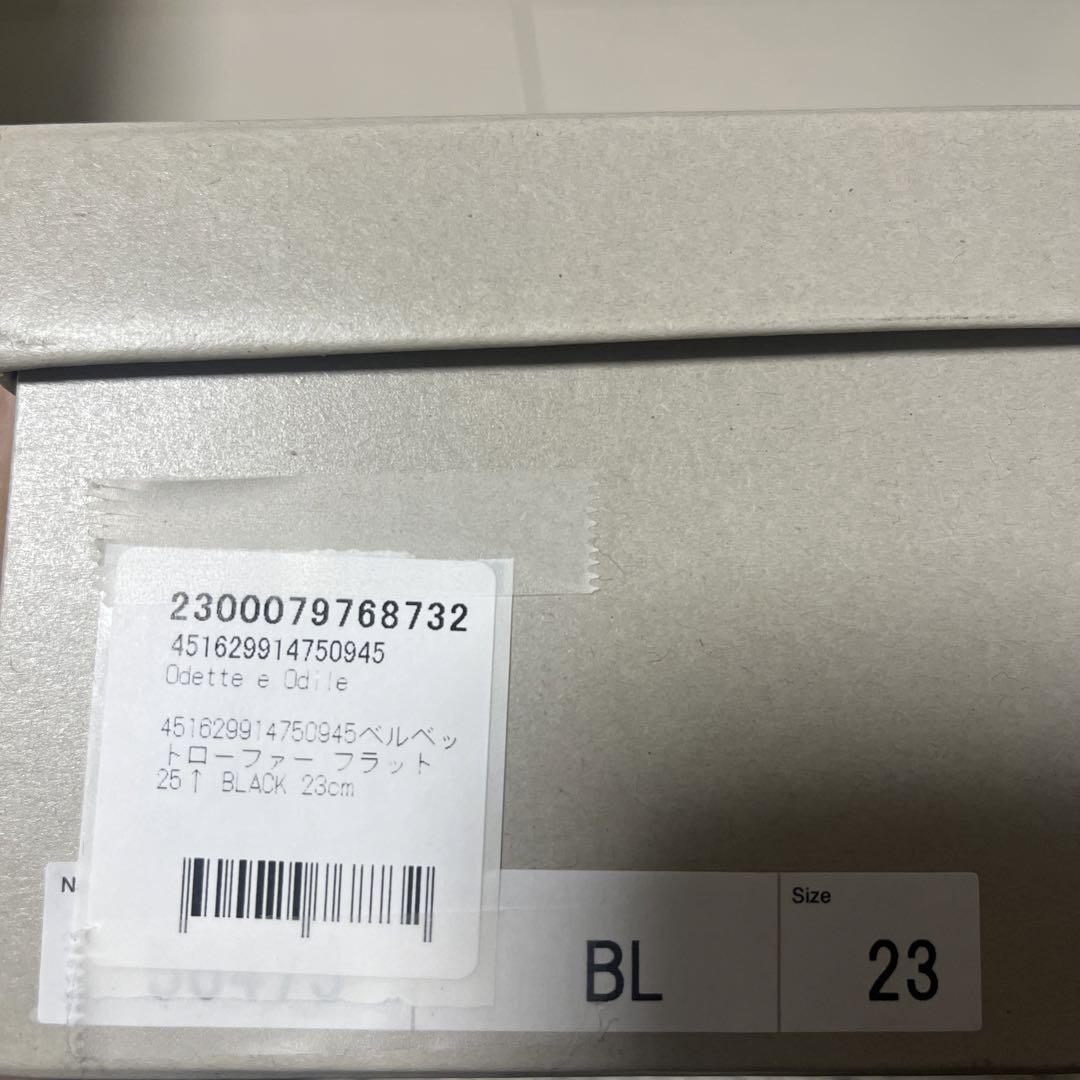 2300079768732
451629914750945
Odette e Odile
451629914750945ベルベッ
トローファー フラット
25↑ BLACK 23cm
N
BL
Size
23